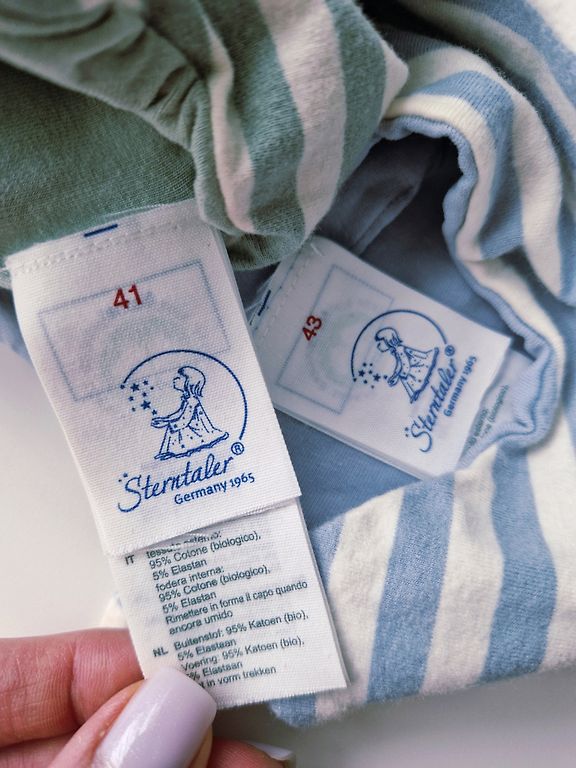 41
Sterntaler®
Germany 1965
IT
95% Cotone (biologico),
5% Elastan
fodera interna:
95% Cotone (biologico),
5% Elastan
Rimettere in forma il capo quando
ancora umido
NL Buitenstof: 95% Katoen (bio),
5% Elastaan
Voering: 95% Katoen (bio),
Elastaan
in vorm trekken
43
Sterntaler®
Germany 1965